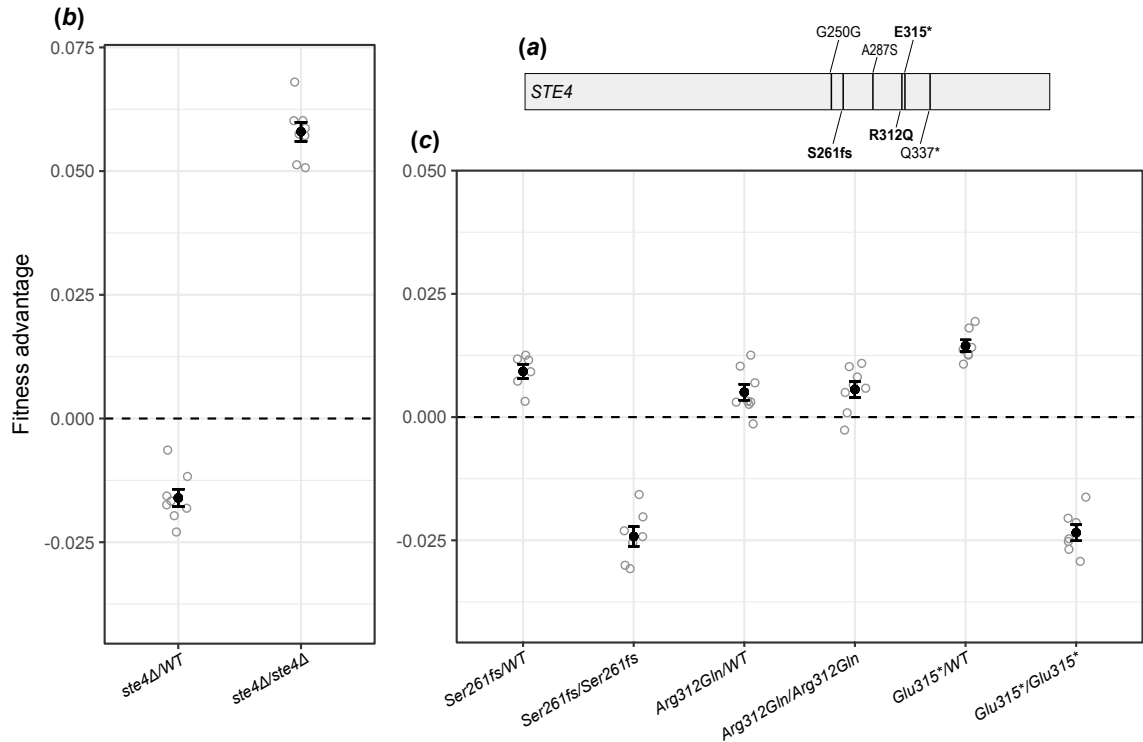 (b)
(a)
G250G
E315*
A287S
STE4
S261fs
R312Q
Q337*
(c)
Fitness advantage
0.075
0.050
0.025
0.000
-0.025
ste4Δ/WT
ste4Δ/ste4Δ
0.050
0.025
0.000
-0.025
Ser261fs/WT
Ser261fs/Ser261fs
Arg312Gln/WT
Arg312Gln/Arg312Gln
Glu315*/WT
Glu315*/Glu315*